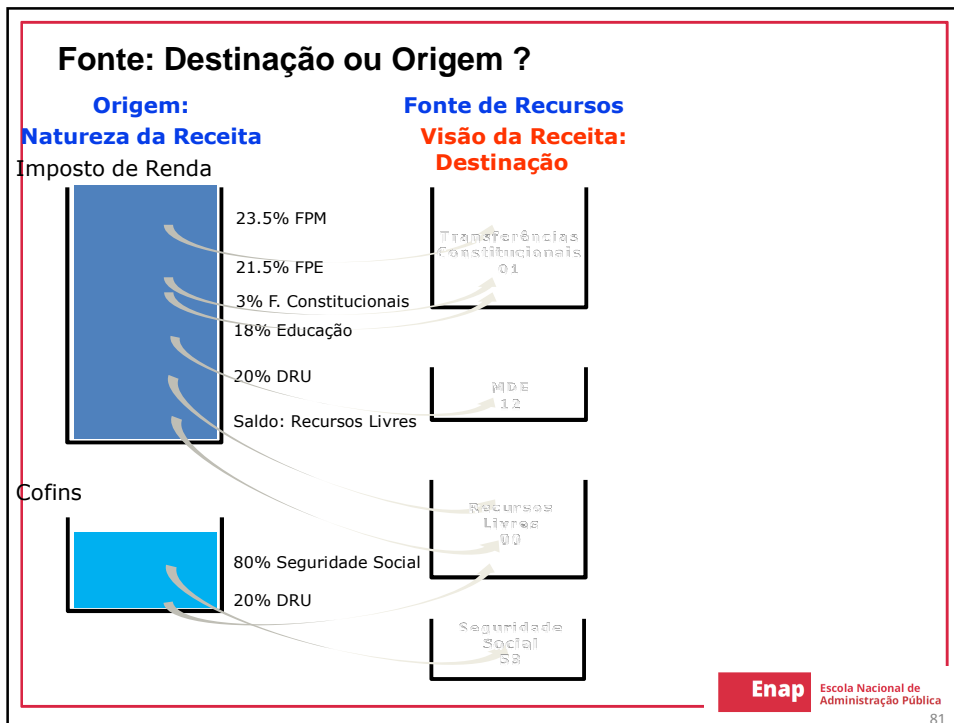 Fonte: Destinação ou Origem ?
Origem:
Natureza da Receita
Imposto de Renda
23.5% FPM
21.5% FPE
3% F. Constitucionais
18% Educação
20% DRU
Saldo: Recursos Livres
Cofins
80% Seguridade Social
20% DRU
Fonte de Recursos
Visão da Receita:
Destinação
Transferências
Constitucionais
01
MDE
12
Recursos
Livres
00
Seguridade
Social
Enap
Escola Nacional de
Administração Pública
81